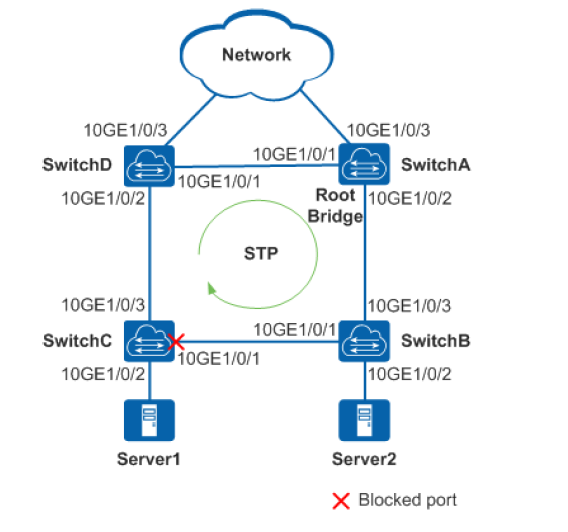 Network
10GE1/0/3
10GE1/0/3
SwitchD
10GE1/0/1
SwitchA
10GE1/0/2
10GE1/0/1
Root
Bridge
10GE1/0/2
STP
10GE1/0/3
10GE1/0/3
SwitchC
10GE1/0/1
SwitchB
10GE1/0/1
10GE1/0/2
10GE1/0/2
Server1
Server2
Blocked port